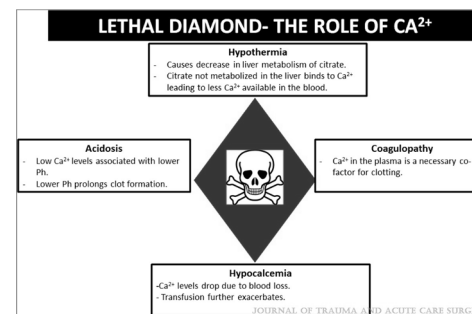 LETHAL DIAMOND- THE ROLE OF CA²⁺
Hypothermia
- Causes decrease in liver metabolism of citrate.
- Citrate not metabolized in the liver binds to Ca²⁺
leading to less Ca²⁺ available in the blood.
Acidosis
- Low Ca²⁺ levels associated with lower
Ph.
- Lower Ph prolongs clot formation.
Coagulopathy
- Ca²⁺ in the plasma is a necessary co-
factor for clotting.
Hypocalcemia
-Ca²⁺ levels drop due to blood loss.
- Transfusion further exacerbates.
JOURNAL OF TRAUMA AND ACUTE CARE SURG